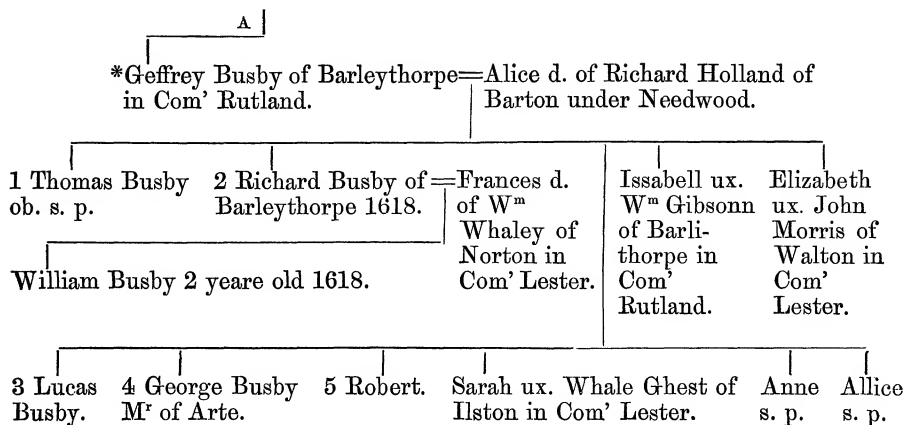 A
*Geffrey Busby of Barleythorpe=Alice d. of Richard Holland of
in Com' Rutland.
Barton under Needwood.
1 Thomas Busby
ob. s. p.
2 Richard Busby of=
Barleythorpe 1618.
Frances d.
of Wᵐ
Whaley of
Norton in
Com' Lester.
Issabell ux.
Wᵐ Gibsonn
of Barli-
thorpe in
Com'
Rutland.
Elizabeth
ux. John
Morris of
Walton in
Com'
Lester.
William Busby 2 yeare old 1618.
3 Lucas
Busby.
4 George Busby
Mʳ of Arte.
5 Robert.
Sarah ux. Whale Ghest of
Ilston in Com' Lester.
Anne
s. p.
Allice
s. p.